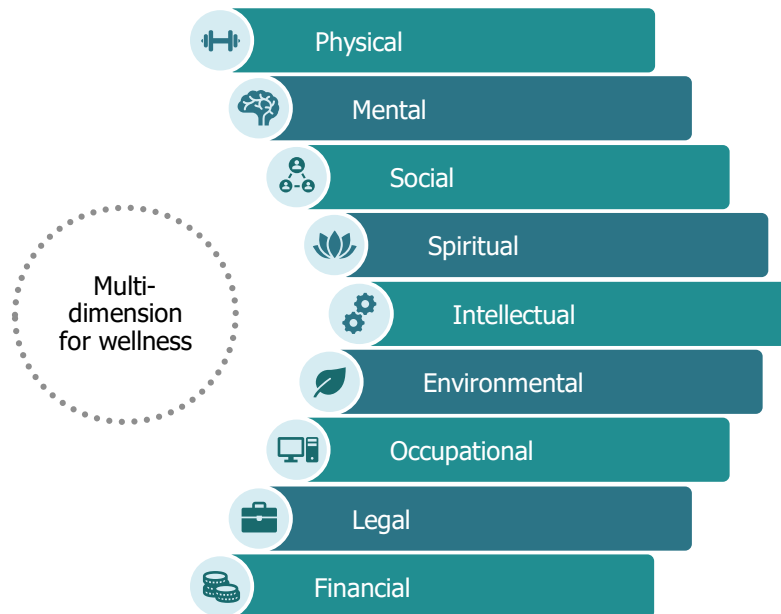 Physical
Mental
Social
Spiritual
Multi-
dimension
for wellness
Intellectual
Environmental
Occupational
Legal
Financial